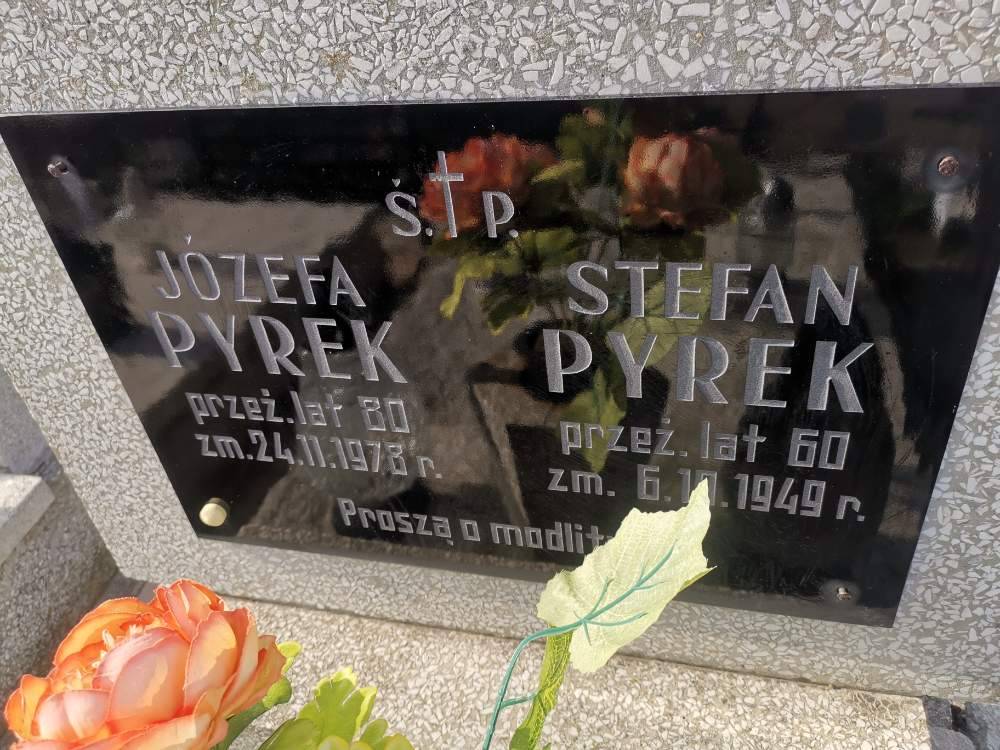 Ś. † P.
JÓZEFA
PYREK
przeż. lat 80
zm. 24.11.1978 r.
STEFAN
PYREK
przeż. lat 60
zm. 6.10.1949 r.
Proszą o